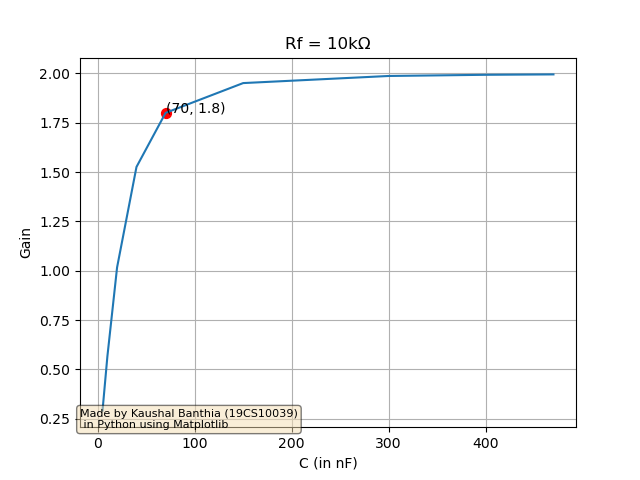 Rf = 10kΩ
2.00
1.75
1.50
1.25
1.00
0.75
0.50
0.25
Gain
(70, 1.8)
Made by Kaushal Banthia (19CS10039)
in Python using Matplotlib
0 100 200 300 400
C (in nF)